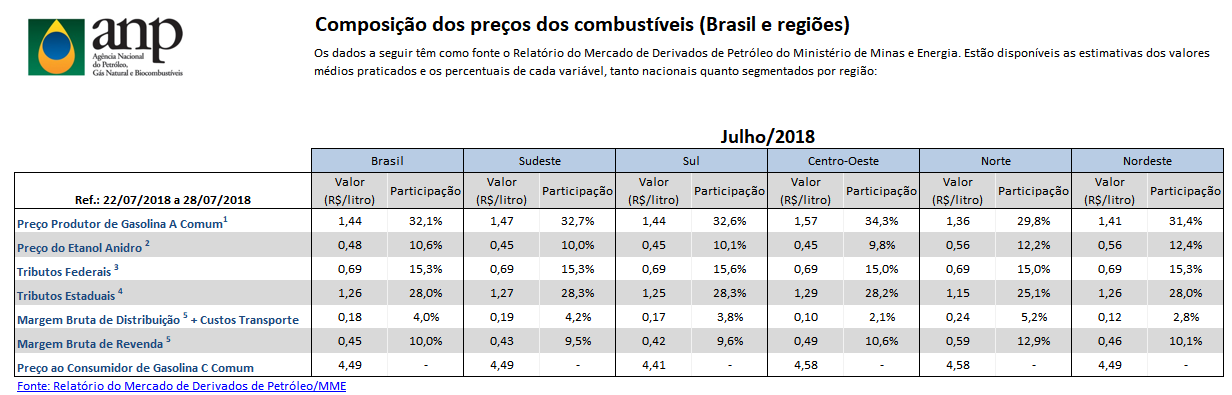 anp
Agência Nacional
do Petróleo,
Gás Natural e Biocombustíveis
Composição dos preços dos combustíveis (Brasil e regiões)
Os dados a seguir têm como fonte o Relatório do Mercado de Derivados de Petróleo do Ministério de Minas e Energia. Estão disponíveis as estimativas dos valores
médios praticados e os percentuais de cada variável, tanto nacionais quanto segmentados por região:
Julho/2018
Brasil Sudeste Sul Centro-Oeste Norte Nordeste
Ref.: 22/07/2018 a 28/07/2018 Valor (R$/litro) Participação Valor (R$/litro) Participação Valor (R$/litro) Participação Valor (R$/litro) Participação Valor (R$/litro) Participação Valor (R$/litro) Participação
Preço Produtor de Gasolina A Comum¹ 1,44 32,1% 1,47 32,7% 1,44 32,6% 1,57 34,3% 1,36 29,8% 1,41 31,4%
Preço do Etanol Anidro ² 0,48 10,6% 0,45 10,0% 0,45 10,1% 0,45 9,8% 0,56 12,2% 0,56 12,4%
Tributos Federais ³ 0,69 15,3% 0,69 15,3% 0,69 15,6% 0,69 15,0% 0,69 15,0% 0,69 15,3%
Tributos Estaduais ⁴ 1,26 28,0% 1,27 28,3% 1,25 28,3% 1,29 28,2% 1,15 25,1% 1,26 28,0%
Margem Bruta de Distribuição ⁵ + Custos Transporte 0,18 4,0% 0,19 4,2% 0,17 3,8% 0,10 2,1% 0,24 5,2% 0,12 2,8%
Margem Bruta de Revenda ⁵ 0,45 10,0% 0,43 9,5% 0,42 9,6% 0,49 10,6% 0,59 12,9% 0,46 10,1%
Preço ao Consumidor de Gasolina C Comum 4,49 - 4,49 - 4,41 - 4,58 - 4,58 - 4,49 -
Fonte: Relatório do Mercado de Derivados de Petróleo/MME